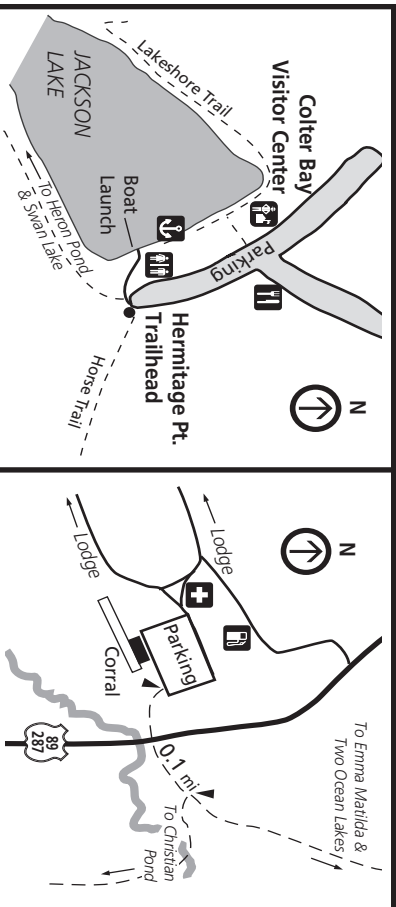 JACKSON
LAKE
Lakeshore Trail
Colter Bay
Visitor Center
Parking
Boat
Launch
To Heron Pond
& Swan Lake
Hermitage Pt.
Trailhead
Horse Trail
N
N
Lodge
Lodge
Parking
Corral
0.1 mi
89
287
To Emma Matilda &
Two Ocean Lakes
To Christian
Pond